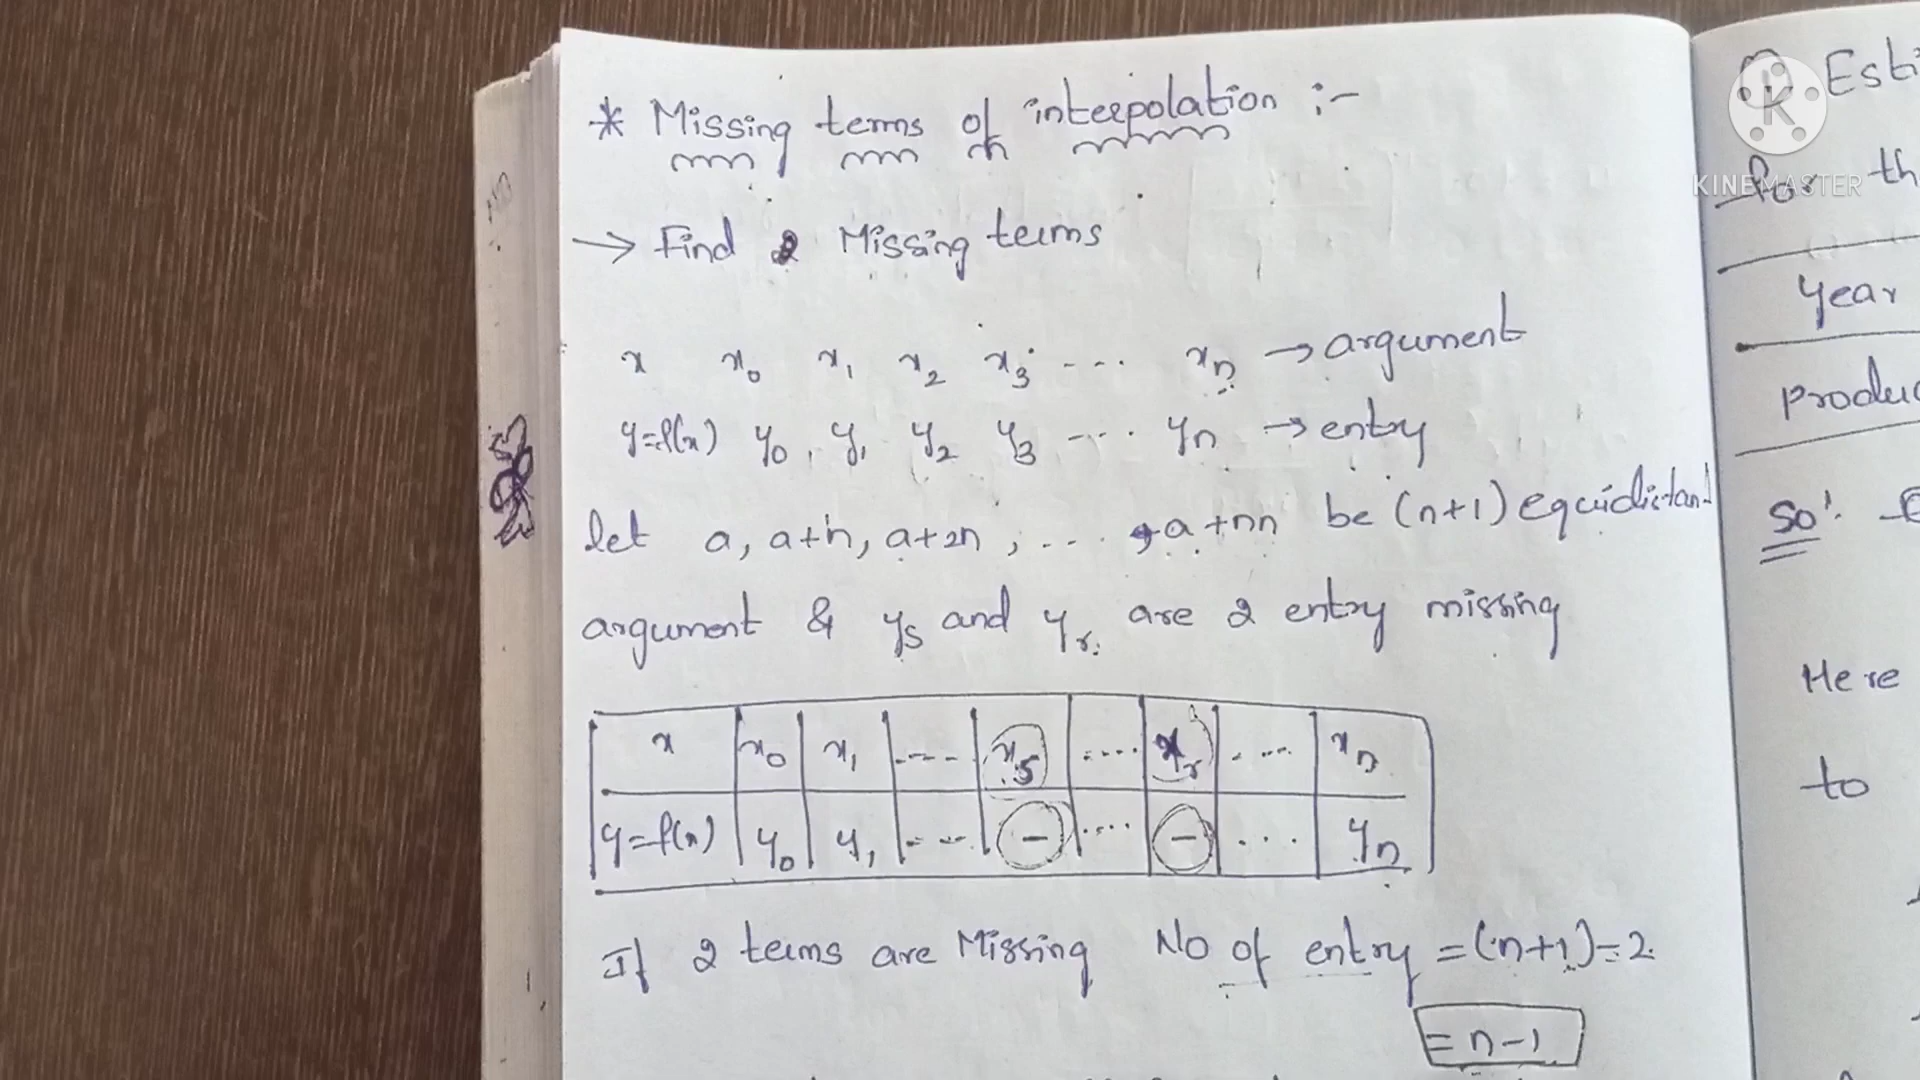 * Missing terms of interpolation :-
→ Find 2 Missing terms
x x₀ x₁ x₂ x₃ ---- xn → argument
y=f(x) y₀, y₁ y₂ y₃ ---- yn → entry
let a, a+h, a+2h, .... , a+nh be (n+1) equidistant
argument & ys and yr are 2 entry missing
x x₀ x₁ ---- xs .... xr .... xn
y=f(x) y₀ y₁ ---- - .... - ... yn
If 2 terms are Missing No of entry = (n+1)-2
= n-1
K
KINEMASTER
Esti
for th
year
produc
So!
Here
to